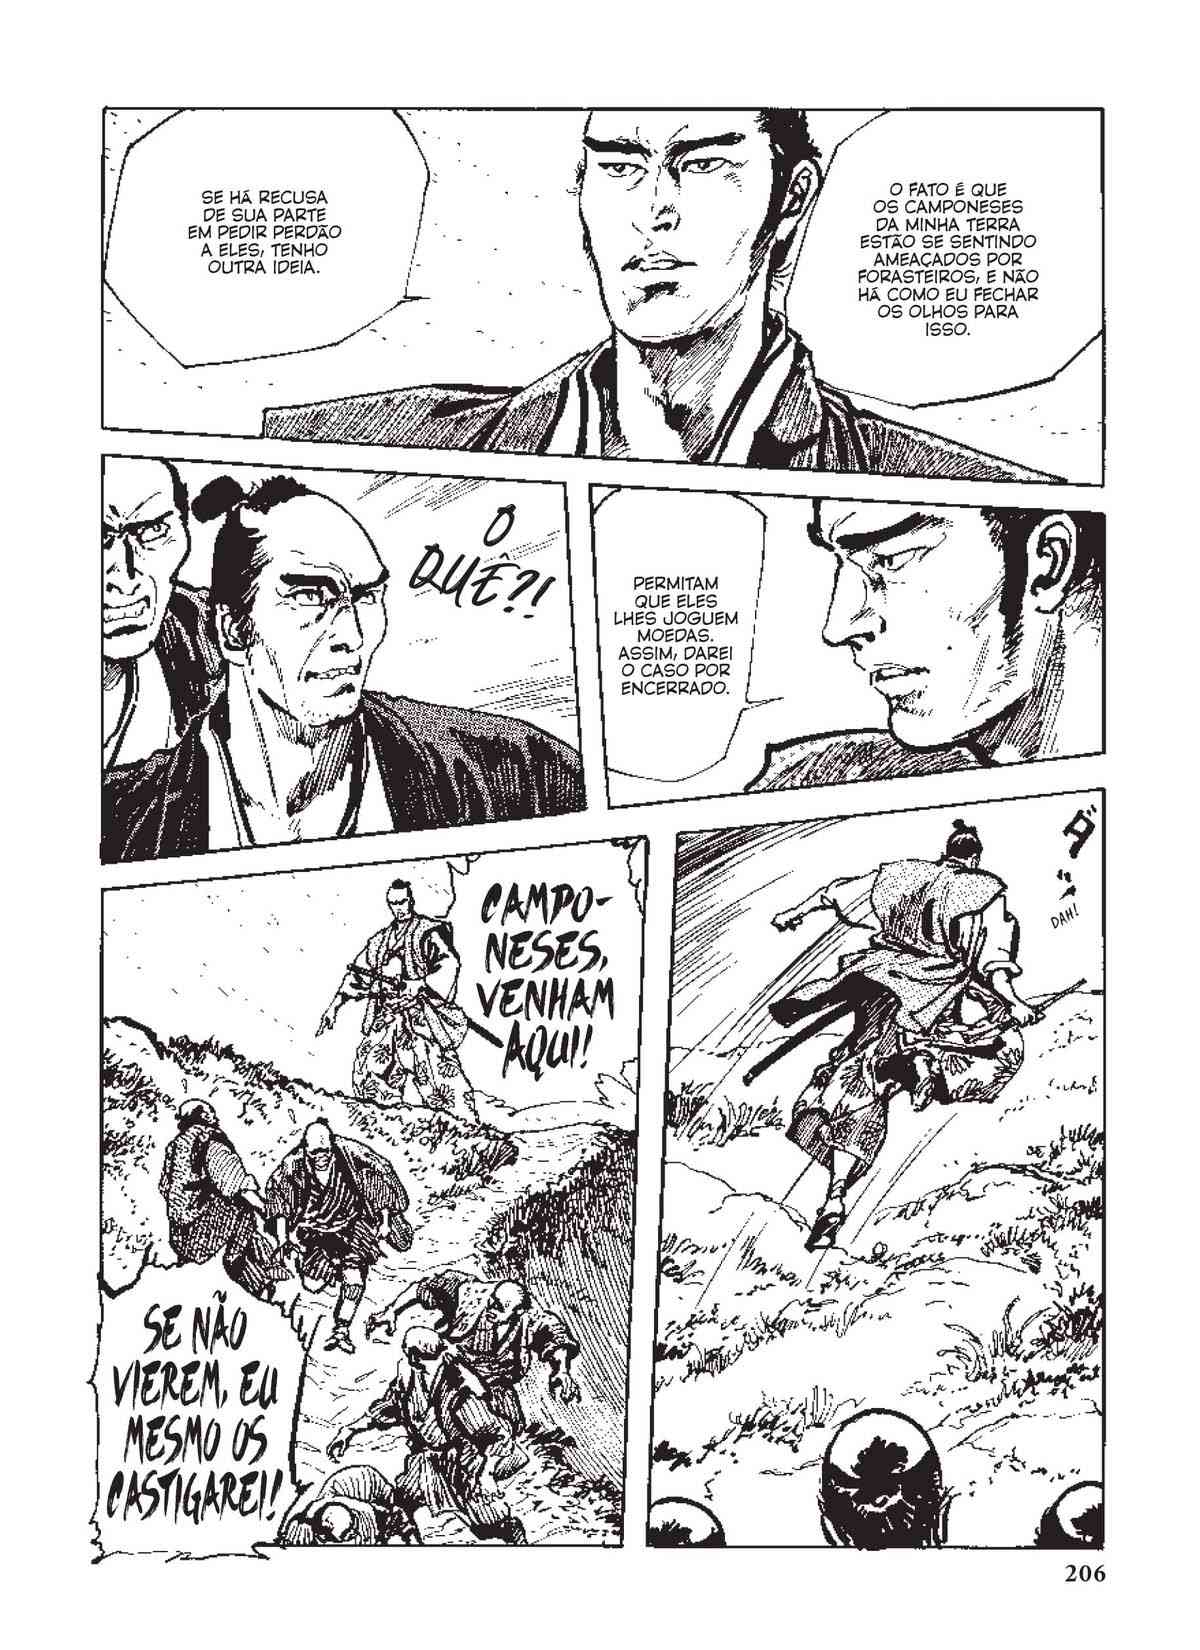 O FATO É QUE
OS CAMPONESES
DA MINHA TERRA
ESTÃO SE SENTINDO
AMEAÇADOS POR
FORASTEIROS, E NÃO
HÁ COMO EU FECHAR
OS OLHOS PARA
ISSO.
SE HÁ RECUSA
DE SUA PARTE
EM PEDIR PERDÃO
A ELES, TENHO
OUTRA IDEIA.
PERMITAM
QUE ELES
LHES JOGUEM
MOEDAS.
ASSIM, DAREI
O CASO POR
ENCERRADO.
O
QUÊ?!
ダ
ッ
DAH!
CAMPO-
NESES,
VENHAM
AQUI!
SE NÃO
VIEREM, EU
MESMO OS
CASTIGAREI!
206